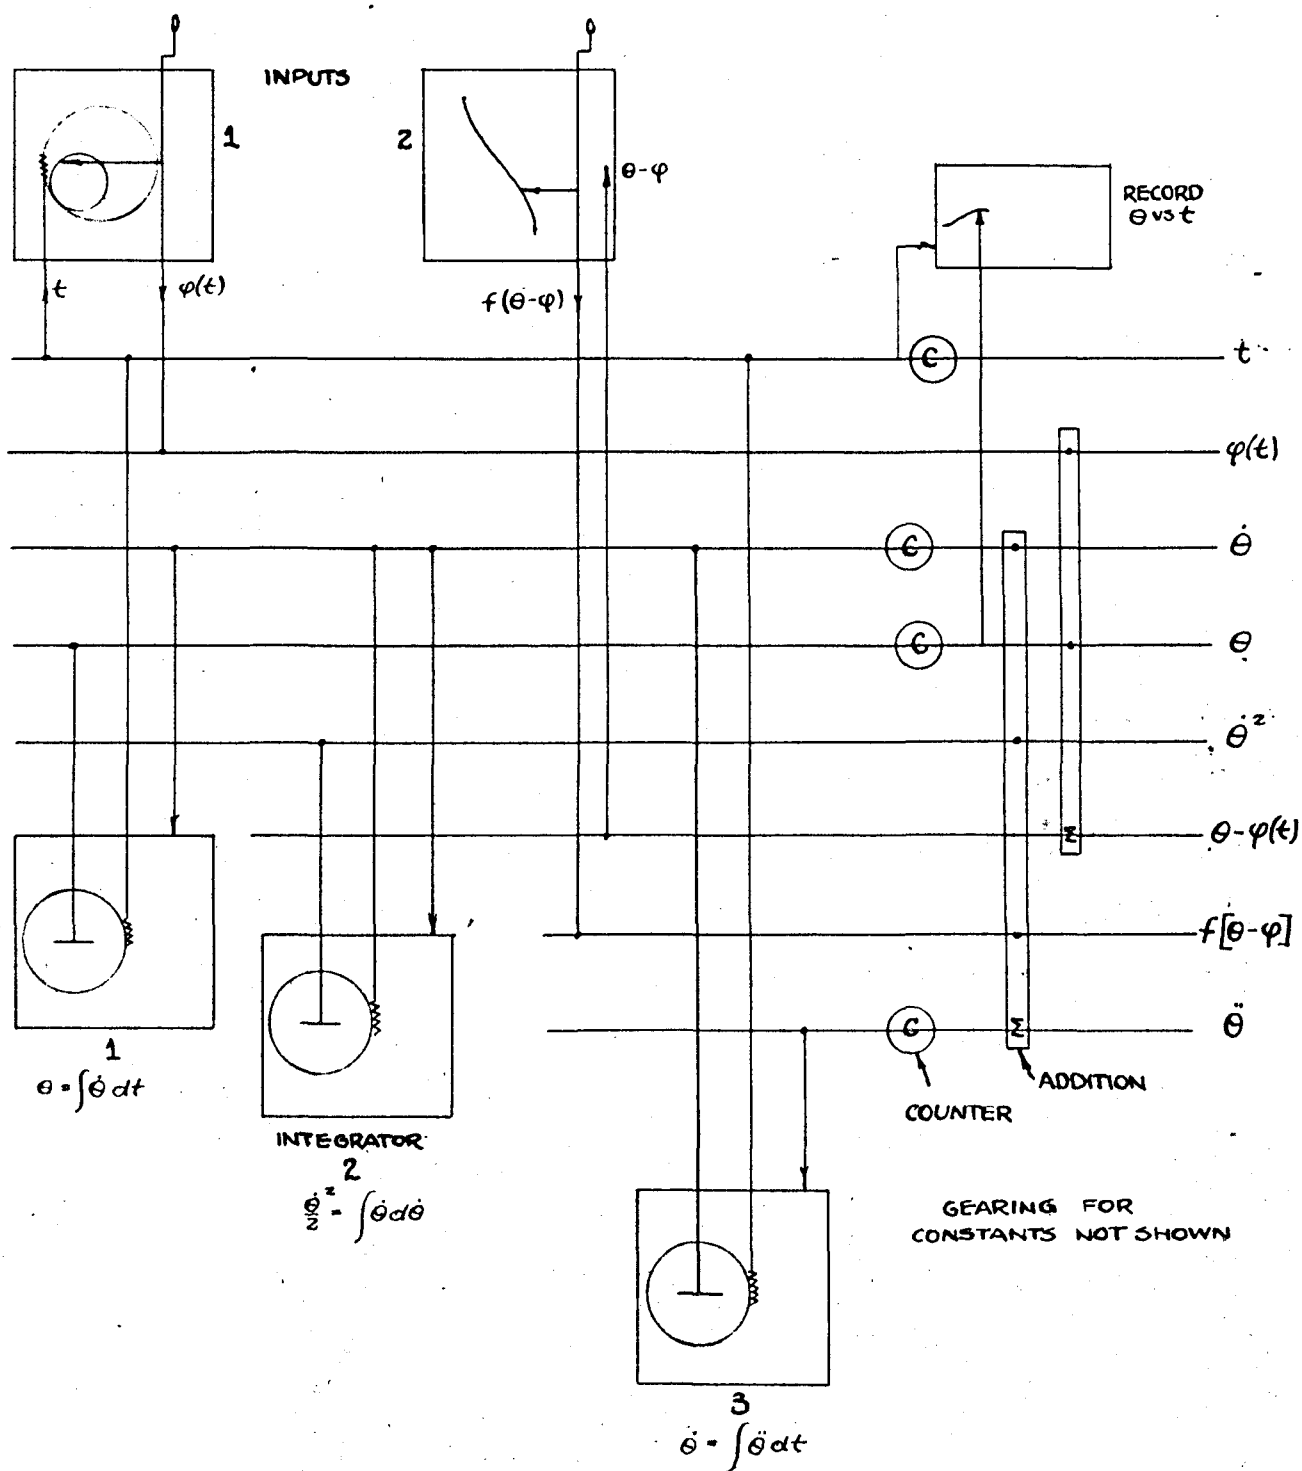 INPUTS
1
2
θ-φ
RECORD
θ vs t
t
φ(t)
f(θ-φ)
C
t
φ(t)
C
θ̇
C
θ
θ̇²
Σ
θ-φ(t)
f[θ-φ]
C
Σ
θ̈
ADDITION
COUNTER
1
θ = ∫θ̇ dt
INTEGRATOR
2
θ̇²/2 = ∫θ̇ dθ̇
GEARING FOR
CONSTANTS NOT SHOWN
3
θ̇ = ∫θ̈ dt